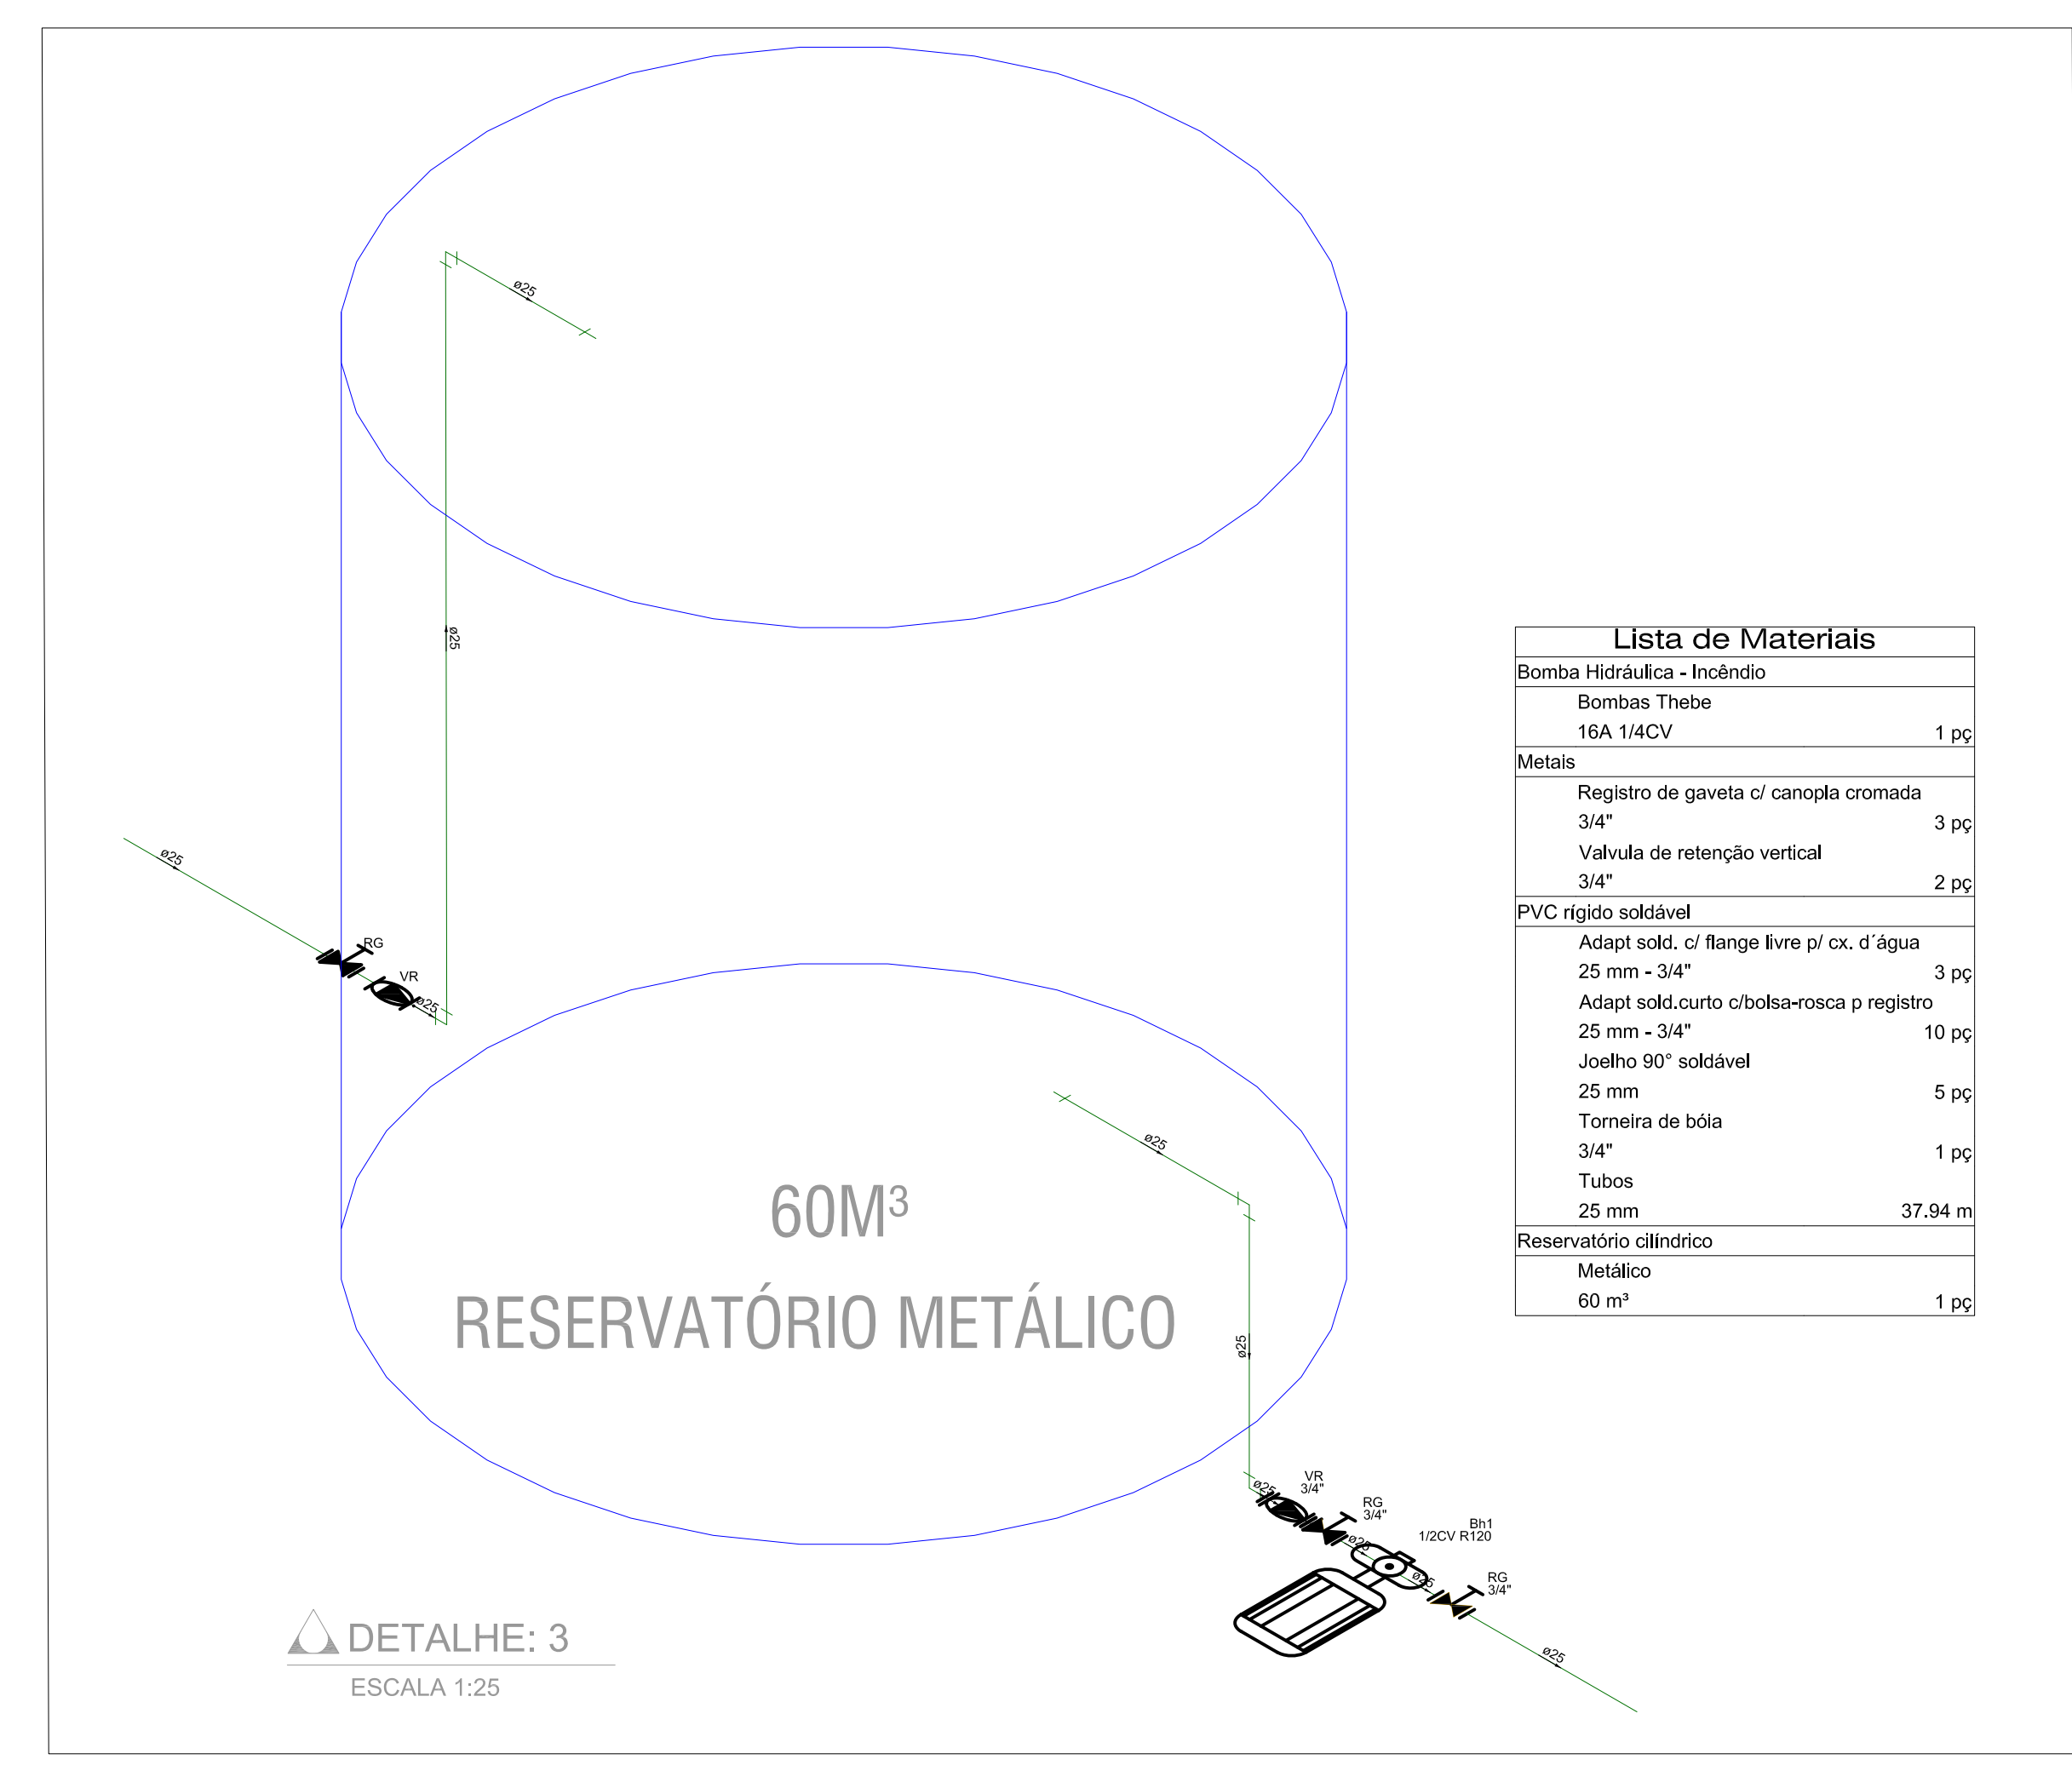 ø25
ø25
Lista de Materiais
Bomba Hidráulica - Incêndio
Bombas Thebe
16A 1/4CV 1 pç
Metais
Registro de gaveta c/ canopla cromada
3/4" 3 pç
Valvula de retenção vertical
3/4" 2 pç
PVC rígido soldável
Adapt sold. c/ flange livre p/ cx. d´água
25 mm - 3/4" 3 pç
Adapt sold.curto c/bolsa-rosca p registro
25 mm - 3/4" 10 pç
Joelho 90° soldável
25 mm 5 pç
Torneira de bóia
3/4" 1 pç
Tubos
25 mm 37.94 m
Reservatório cilíndrico
Metálico
60 m³ 1 pç
ø25
RG
VR
ø25
ø25
60M³
RESERVATÓRIO METÁLICO
ø25
ø25
VR
3/4"
RG
3/4"
Bh1
1/2CV R120
ø25
ø25
RG
3/4"
ø25
DETALHE: 3
ESCALA 1:25